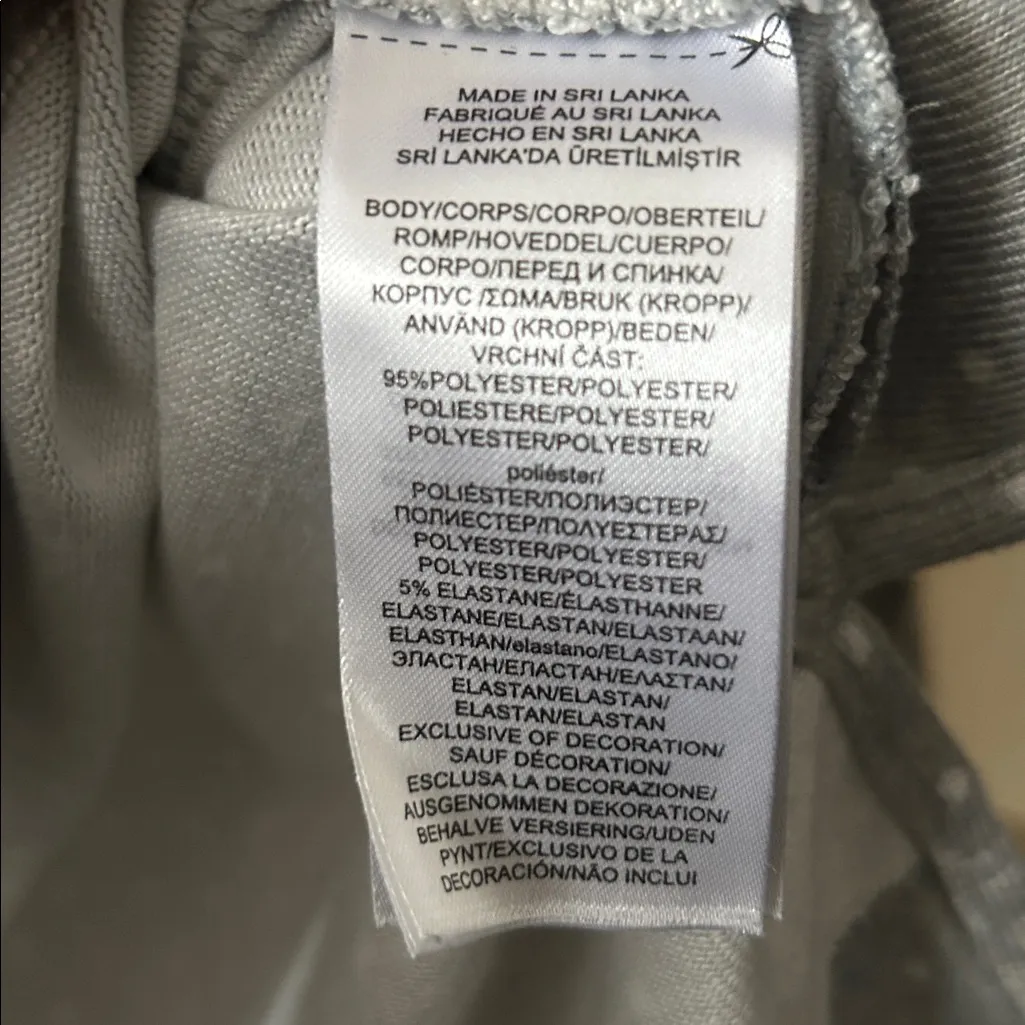 MADE IN SRI LANKA
FABRIQUÉ AU SRI LANKA
HECHO EN SRI LANKA
SRİ LANKA'DA ÜRETİLMİŞTİR
BODY/CORPS/CORPO/OBERTEIL/
ROMP/HOVEDDEL/CUERPO/
CORPO/ПЕРЕД И СПИНКА/
КОРПУС /ΣΩΜΑ/BRUK (KROPP)/
ANVÄND (KROPP)/BEDEN/
VRCHNÍ ČÁST:
95%POLYESTER/POLYESTER/
POLIESTERE/POLYESTER/
POLYESTER/POLYESTER/
poliéster/
POLIÉSTER/ПОЛИЭСТЕР/
ПОЛИЕСТЕР/ΠΟΛΥΕΣΤΕΡΑΣ/
POLYESTER/POLYESTER/
POLYESTER/POLYESTER
5% ELASTANE/ÉLASTHANNE/
ELASTANE/ELASTAN/ELASTAAN/
ELASTHAN/elastano/ELASTANO/
ЭЛАСТАН/ЕЛАСТАН/ΕΛΑΣΤΑΝ/
ELASTAN/ELASTAN/
ELASTAN/ELASTAN
EXCLUSIVE OF DECORATION/
SAUF DÉCORATION/
ESCLUSA LA DECORAZIONE/
AUSGENOMMEN DEKORATION/
BEHALVE VERSIERING/UDEN
PYNT/EXCLUSIVO DE LA
DECORACIÓN/NÃO INCLUI